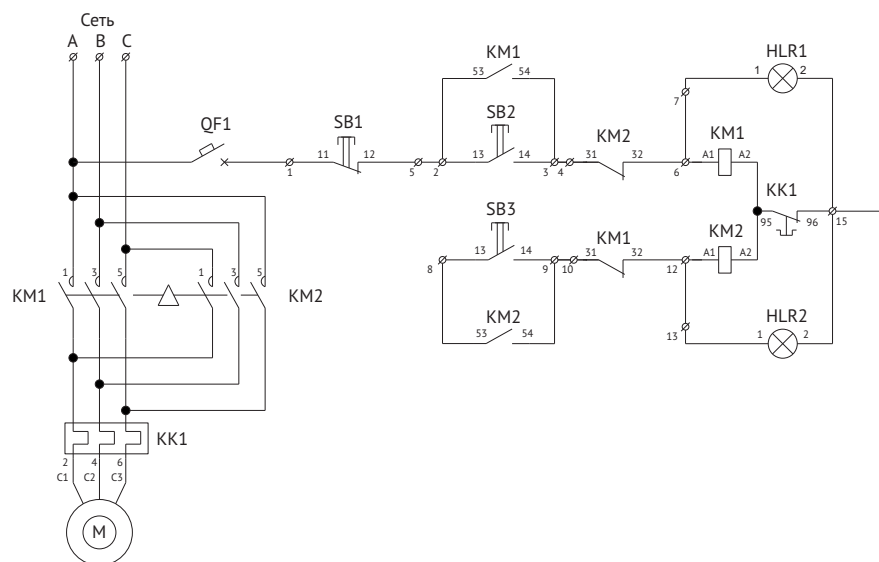 Сеть
A B C
KM1
53 54
HLR1
1 2
7
QF1
SB1
SB2
KM2
KM1
11 12
13 14
31 32
A1 A2
1
5 2
3 4
6
KK1
95 96
15
SB3
KM1
KM2
13 14
31 32
A1 A2
8
9 10
12
KM2
53 54
13
HLR2
1 2
1 3 5
1 3 5
KM1
KM2
KK1
2 4 6
C1 C2 C3
M